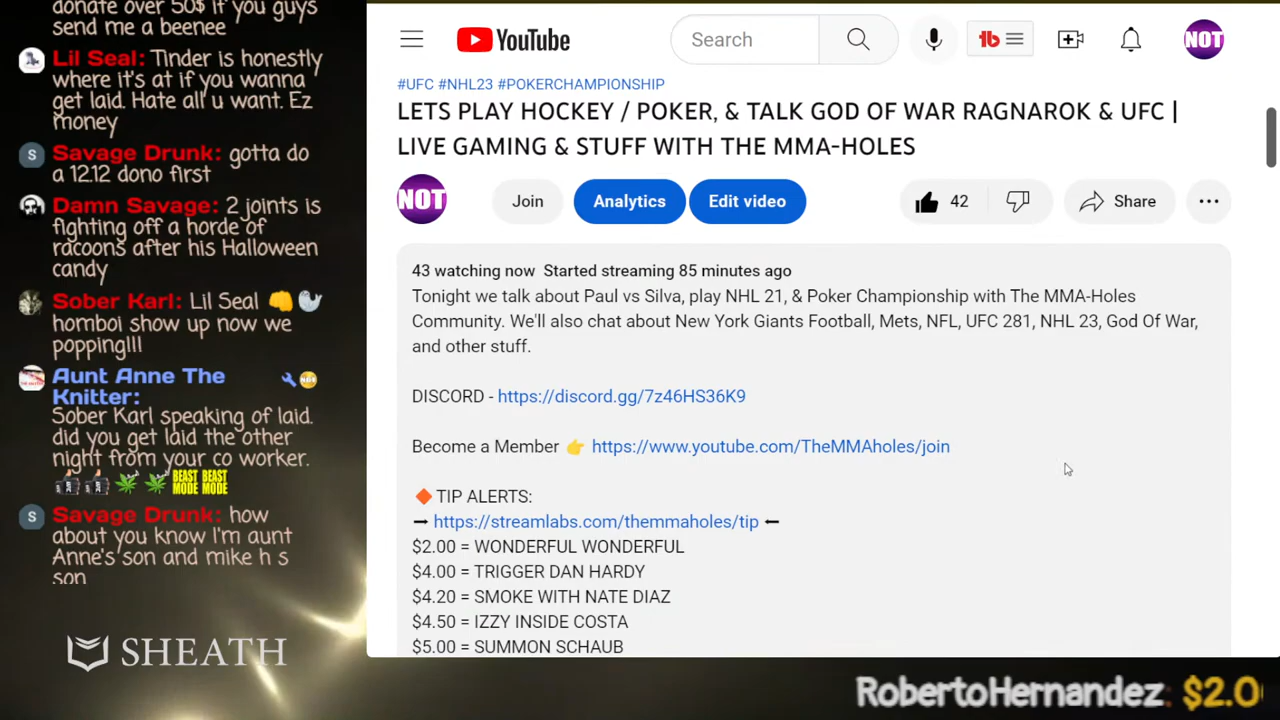 donate over 50$ if you guys
send me a beenee
Lil Seal: Tinder is honestly
where it's at if you wanna
get laid. Hate all u want. Ez
money
S Savage Drunk: gotta do
a 12.12 dono first
Damn Savage: 2 joints is
fighting off a horde of
racoons after his Halloween
candy
Sober Karl: Lil Seal 👊🦭
homboi show up now we
popping!!!
Aunt Anne The
Knitter:
Sober Karl speaking of laid.
did you get laid the other
night from your co worker.
BEAST MODE BEAST MODE
S Savage Drunk: how
about you know I'm aunt
Anne's son and mike h s
son
SHEATH
YouTube
Search
tb
NOT
#UFC #NHL23 #POKERCHAMPIONSHIP
LETS PLAY HOCKEY / POKER, & TALK GOD OF WAR RAGNAROK & UFC |
LIVE GAMING & STUFF WITH THE MMA-HOLES
NOT
Join
Analytics
Edit video
42
Share
43 watching now Started streaming 85 minutes ago
Tonight we talk about Paul vs Silva, play NHL 21, & Poker Championship with The MMA-Holes
Community. We'll also chat about New York Giants Football, Mets, NFL, UFC 281, NHL 23, God Of War,
and other stuff.
DISCORD - https://discord.gg/7z46HS36K9
Become a Member 👉 https://www.youtube.com/TheMMAholes/join
🔶 TIP ALERTS:
➞ https://streamlabs.com/themmaholes/tip ⬅
$2.00 = WONDERFUL WONDERFUL
$4.00 = TRIGGER DAN HARDY
$4.20 = SMOKE WITH NATE DIAZ
$4.50 = IZZY INSIDE COSTA
$5.00 = SUMMON SCHAUB
RobertoHernandez: $2.0